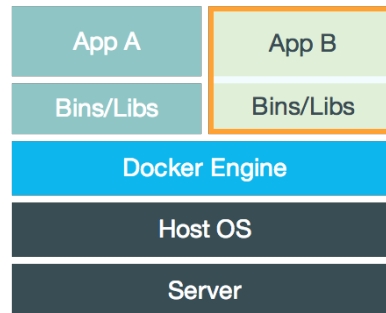 App A
App B
Bins/Libs
Bins/Libs
Docker Engine
Host OS
Server